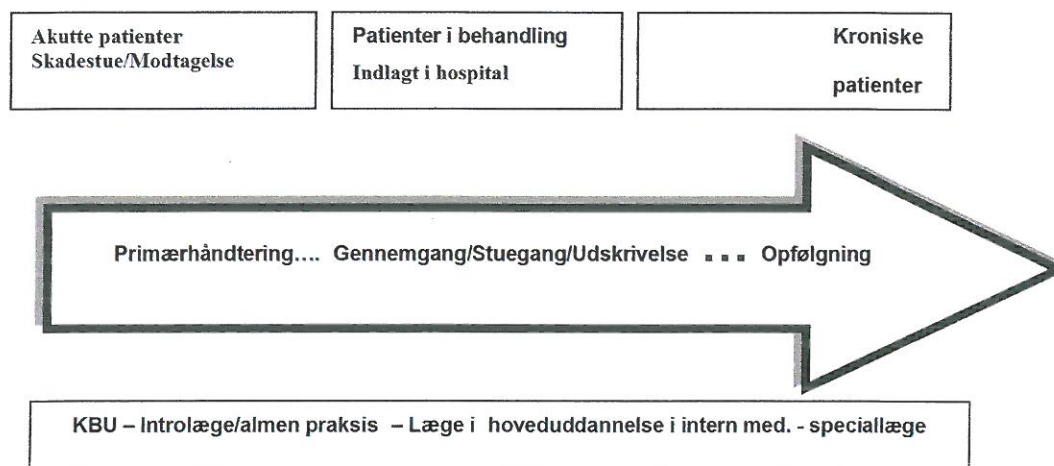 Akutte patienter
Skadestue/Modtagelse
Patienter i behandling
Indlagt i hospital
Kroniske
patienter
Primærhåndtering.... Gennemgang/Stuegang/Udskrivelse ... Opfølgning
KBU – Introlæge/almen praksis – Læge i hoveduddannelse i intern med. - speciallæge